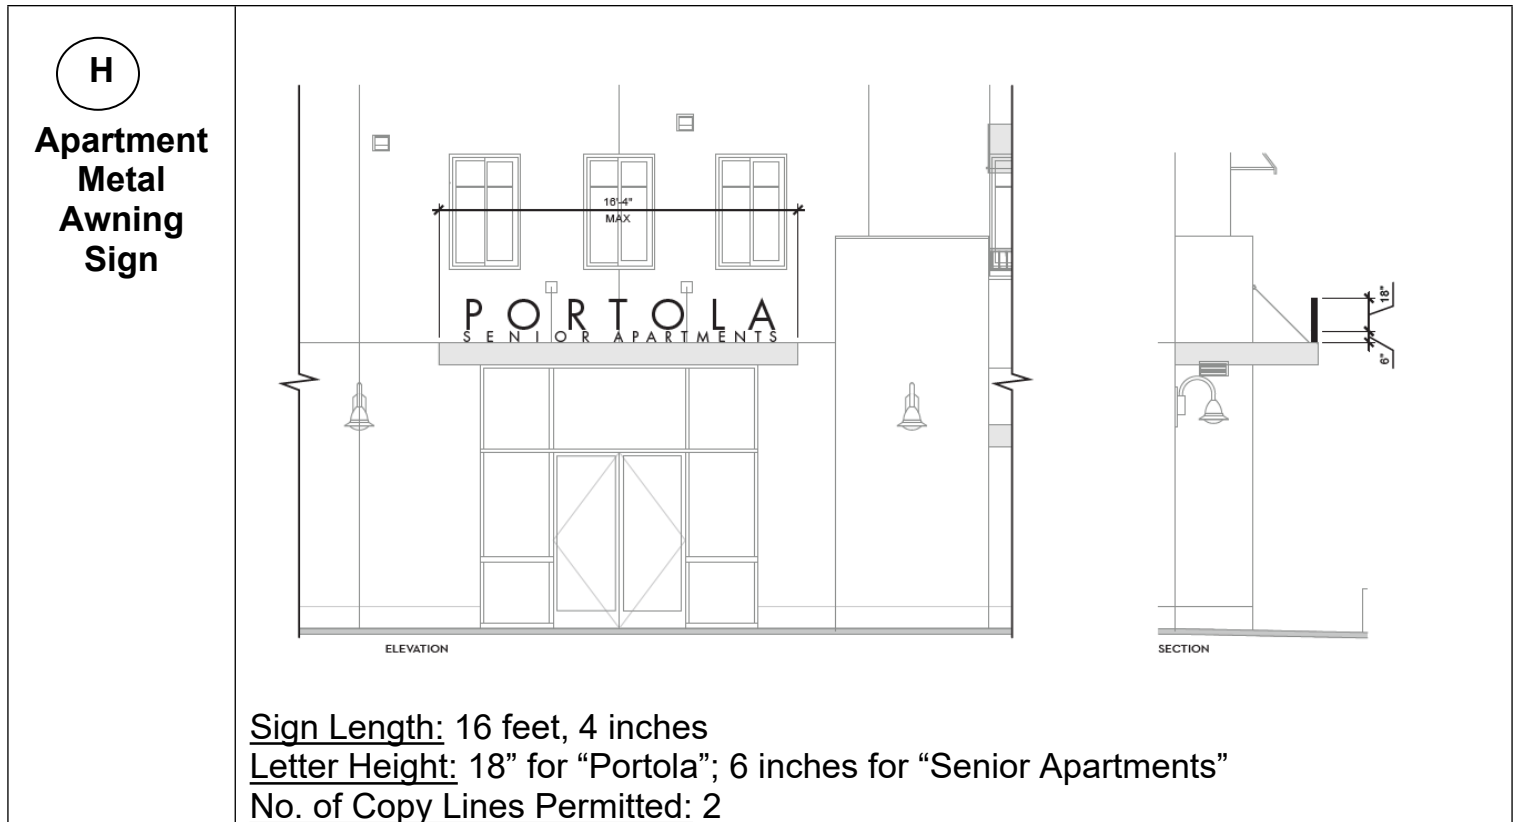 H
Apartment
Metal
Awning
Sign
16'-4"
MAX
PORTOLA
SENIOR APARTMENTS
18"
6"
ELEVATION
SECTION
Sign Length: 16 feet, 4 inches
Letter Height: 18” for “Portola”; 6 inches for “Senior Apartments”
No. of Copy Lines Permitted: 2